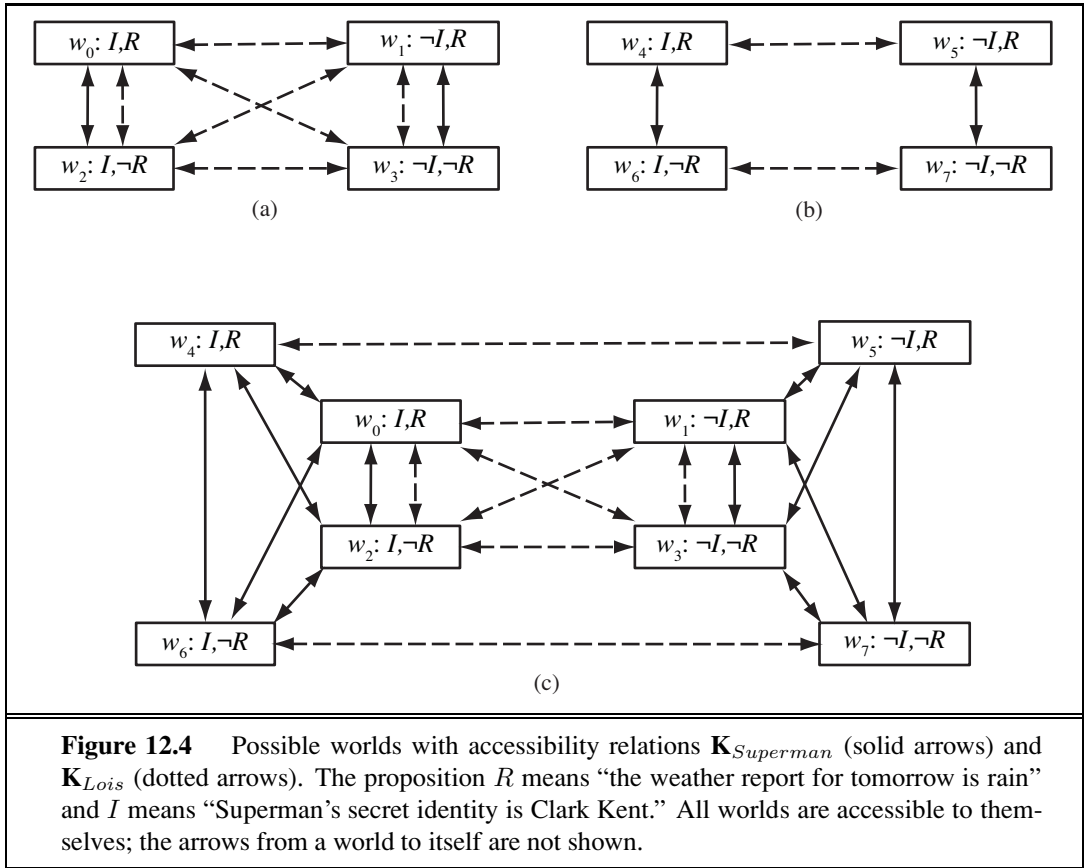 w₀: I,R
w₁: ¬I,R
w₂: I,¬R
w₃: ¬I,¬R
(a)
w₄: I,R
w₅: ¬I,R
w₆: I,¬R
w₇: ¬I,¬R
(b)
w₄: I,R
w₅: ¬I,R
w₀: I,R
w₁: ¬I,R
w₂: I,¬R
w₃: ¬I,¬R
w₆: I,¬R
w₇: ¬I,¬R
(c)
Figure 12.4 Possible worlds with accessibility relations K_Superman (solid arrows) and
K_Lois (dotted arrows). The proposition R means “the weather report for tomorrow is rain”
and I means “Superman’s secret identity is Clark Kent.” All worlds are accessible to them-
selves; the arrows from a world to itself are not shown.